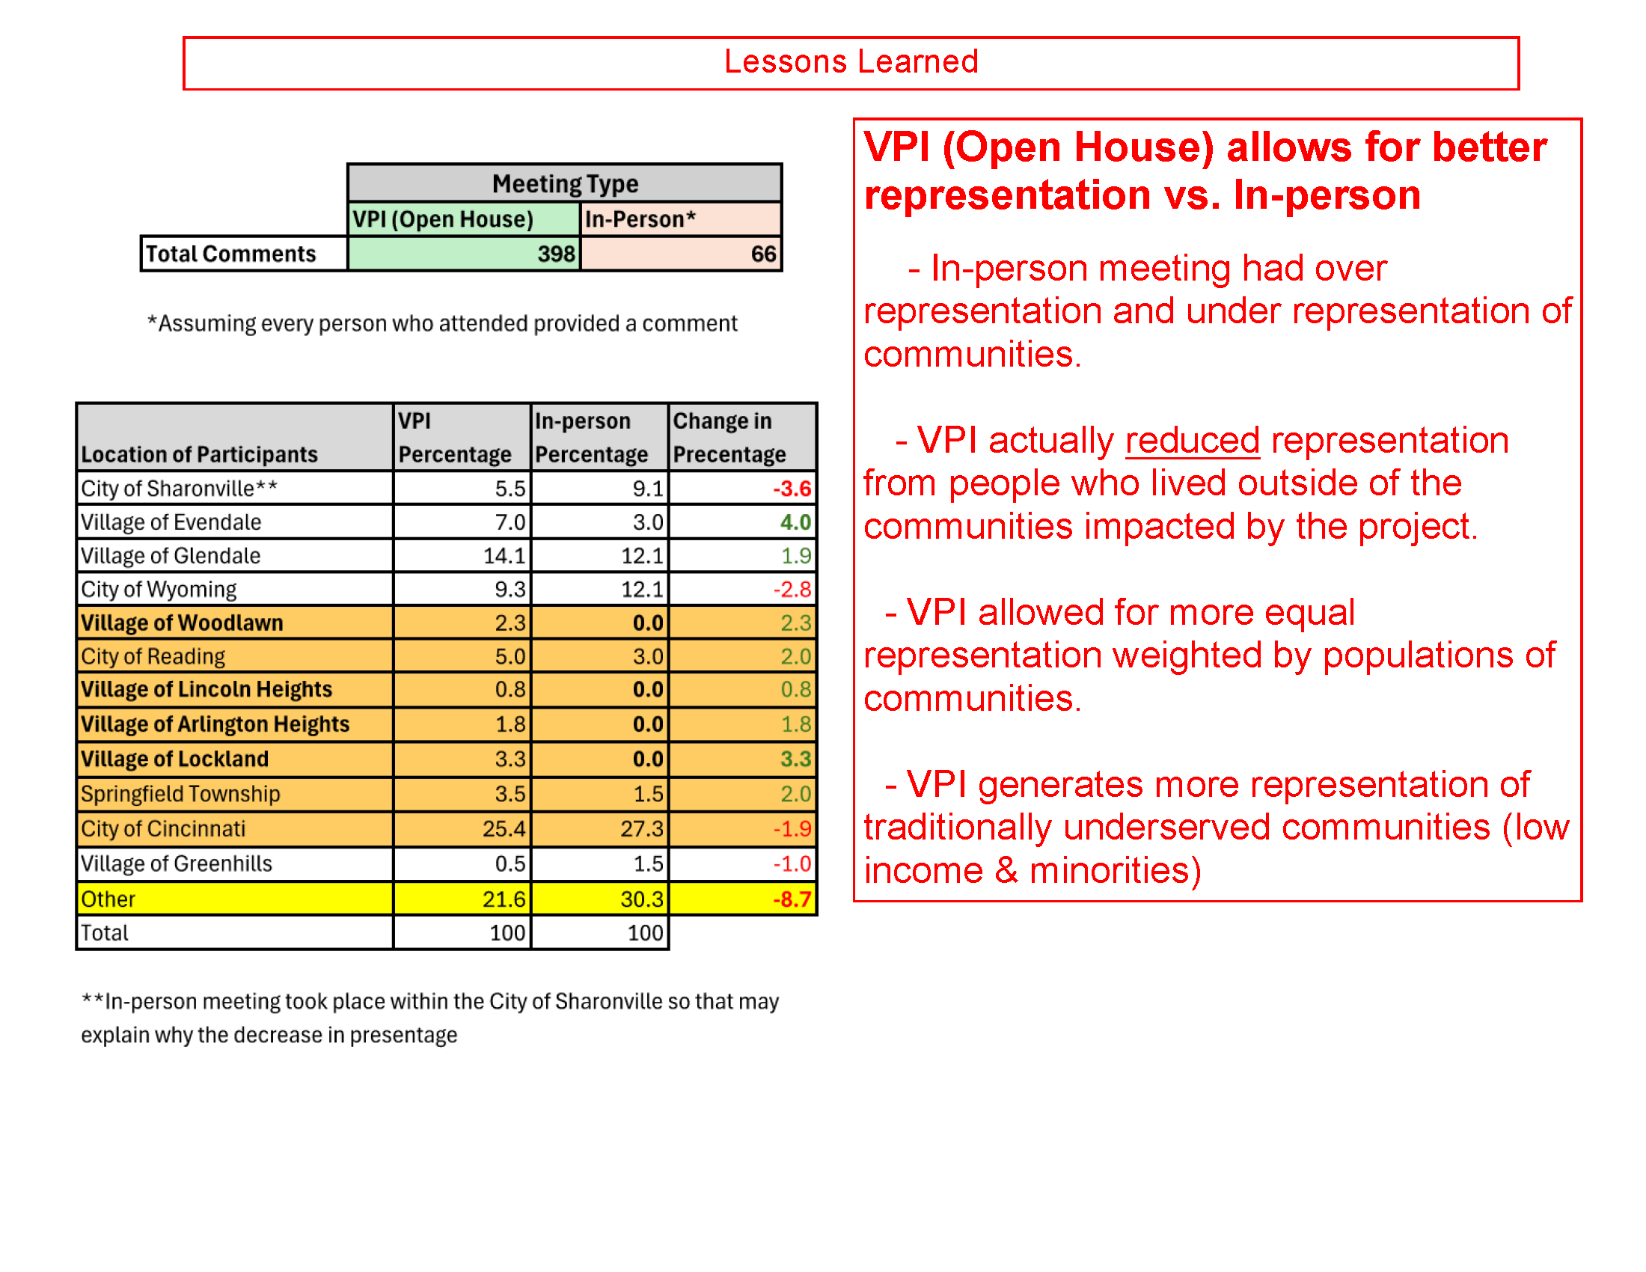 Lessons Learned
Meeting Type
VPI (Open House) In-Person*
Total Comments 398 66
*Assuming every person who attended provided a comment
Location of Participants VPI Percentage In-person Percentage Change in Precentage
City of Sharonville** 5.5 9.1 -3.6
Village of Evendale 7.0 3.0 4.0
Village of Glendale 14.1 12.1 1.9
City of Wyoming 9.3 12.1 -2.8
Village of Woodlawn 2.3 0.0 2.3
City of Reading 5.0 3.0 2.0
Village of Lincoln Heights 0.8 0.0 0.8
Village of Arlington Heights 1.8 0.0 1.8
Village of Lockland 3.3 0.0 3.3
Springfield Township 3.5 1.5 2.0
City of Cincinnati 25.4 27.3 -1.9
Village of Greenhills 0.5 1.5 -1.0
Other 21.6 30.3 -8.7
Total 100 100
**In-person meeting took place within the City of Sharonville so that may
explain why the decrease in presentage
VPI (Open House) allows for better
representation vs. In-person
- In-person meeting had over
representation and under representation of
communities.
- VPI actually reduced representation
from people who lived outside of the
communities impacted by the project.
- VPI allowed for more equal
representation weighted by populations of
communities.
- VPI generates more representation of
traditionally underserved communities (low
income & minorities)